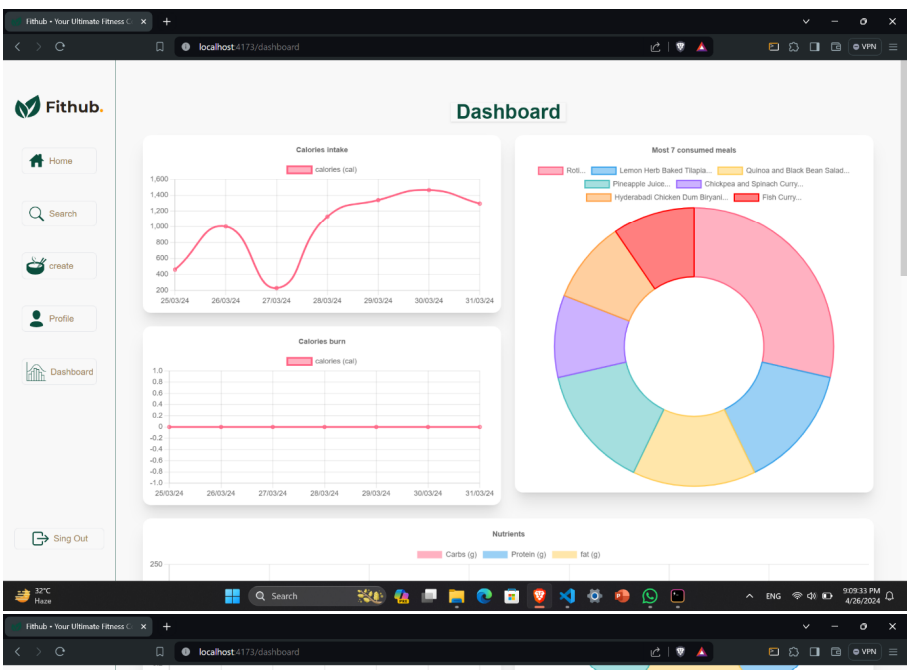 Fithub • Your Ultimate Fitness C
localhost:4173/dashboard
VPN
Fithub.
Home
Search
create
Profile
Dashboard
Sing Out
Dashboard
Calories intake
calories (cal)
1,600
1,400
1,200
1,000
800
600
400
200
25/03/24 26/03/24 27/03/24 28/03/24 29/03/24 30/03/24 31/03/24
Calories burn
calories (cal)
1.0
0.8
0.6
0.4
0.2
0
-0.2
-0.4
-0.6
-0.8
-1.0
25/03/24 26/03/24 27/03/24 28/03/24 29/03/24 30/03/24 31/03/24
Most 7 consumed meals
Roti... Lemon Herb Baked Tilapia... Quinoa and Black Bean Salad...
Pineapple Juice... Chickpea and Spinach Curry...
Hyderabadi Chicken Dum Biryani... Fish Curry...
Nutrients
Carbs (g) Protein (g) fat (g)
250
32°C
Haze
Search
ENG
9:09:33 PM
4/26/2024
Fithub • Your Ultimate Fitness C
localhost:4173/dashboard
VPN